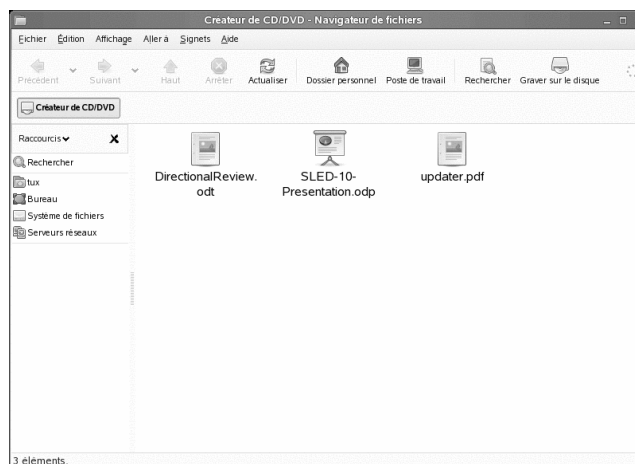 Créateur de CD/DVD - Navigateur de fichiers
Fichier Édition Affichage Aller à Signets Aide
Précédent Suivant Haut Arrêter Actualiser Dossier personnel Poste de travail Rechercher Graver sur le disque
Créateur de CD/DVD
Raccourcis
Rechercher
tux
Bureau
Système de fichiers
Serveurs réseaux
DirectionalReview.
odt
SLED-10-
Presentation.odp
updater.pdf
3 éléments.